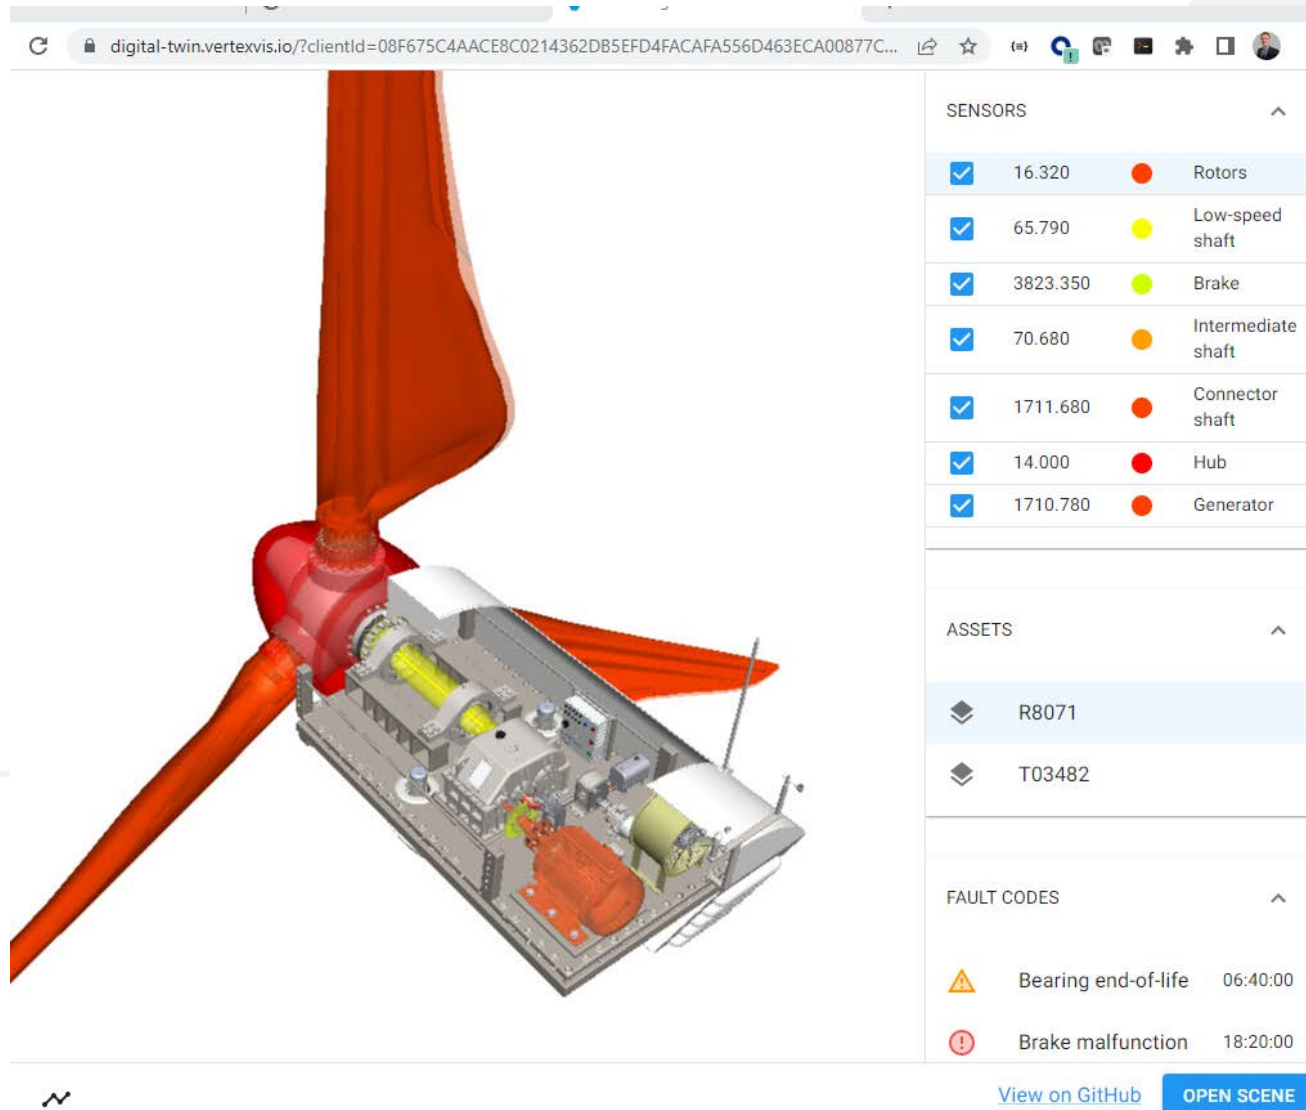 digital-twin.vertexvis.io/?clientId=08F675C4AACE8C0214362DB5EFD4FACAFA556D463ECA00877C...
SENSORS
16.320 Rotors
65.790 Low-speed
shaft
3823.350 Brake
70.680 Intermediate
shaft
1711.680 Connector
shaft
14.000 Hub
1710.780 Generator
ASSETS
R8071
T03482
FAULT CODES
Bearing end-of-life 06:40:00
Brake malfunction 18:20:00
View on GitHub OPEN SCENE